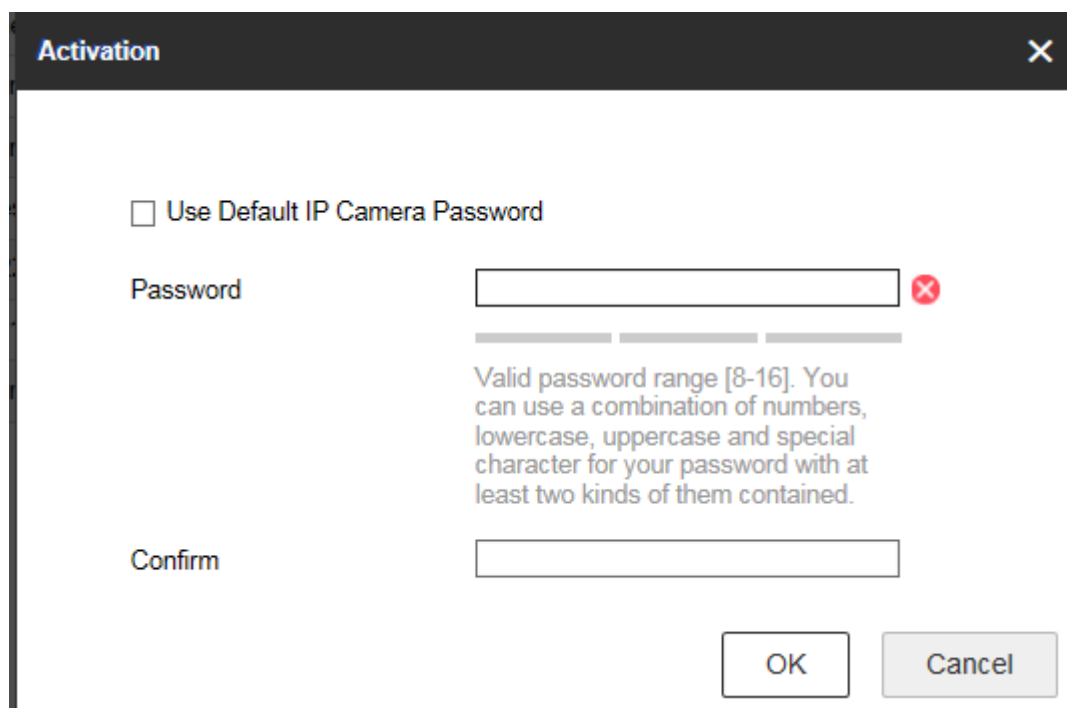 Activation
Use Default IP Camera Password
Password
Valid password range [8-16]. You
can use a combination of numbers,
lowercase, uppercase and special
character for your password with at
least two kinds of them contained.
Confirm
OK
Cancel